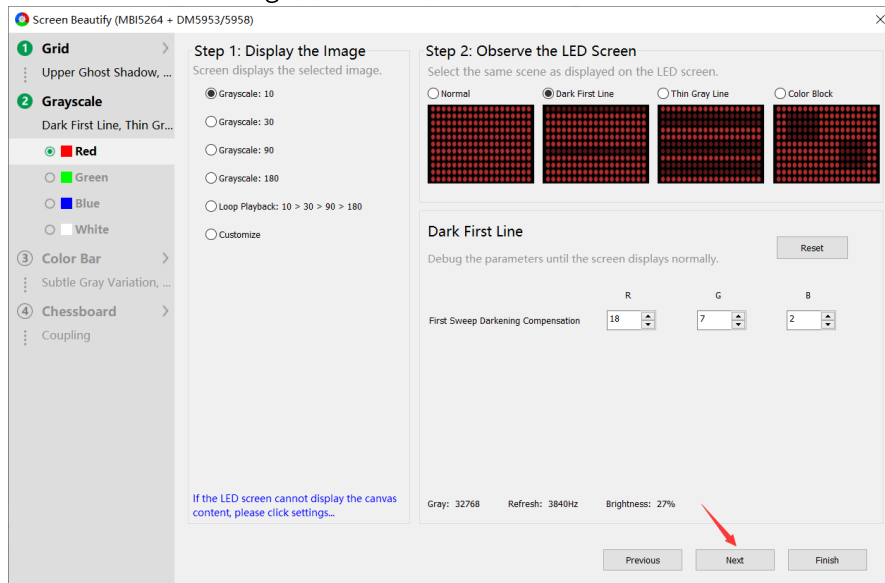 Screen Beautify (MBI5264 + DM5953/5958)
1 Grid
Upper Ghost Shadow, ...
2 Grayscale
Dark First Line, Thin Gr...
Red
Green
Blue
White
3 Color Bar
Subtle Gray Variation, ...
4 Chessboard
Coupling
Step 1: Display the Image
Screen displays the selected image.
Grayscale: 10
Grayscale: 30
Grayscale: 90
Grayscale: 180
Loop Playback: 10 > 30 > 90 > 180
Customize
If the LED screen cannot display the canvas
content, please click settings...
Step 2: Observe the LED Screen
Select the same scene as displayed on the LED screen.
Normal Dark First Line Thin Gray Line Color Block
Dark First Line
Reset
Debug the parameters until the screen displays normally.
R G B
First Sweep Darkening Compensation 18 7 2
Gray: 32768 Refresh: 3840Hz Brightness: 27%
Previous Next Finish